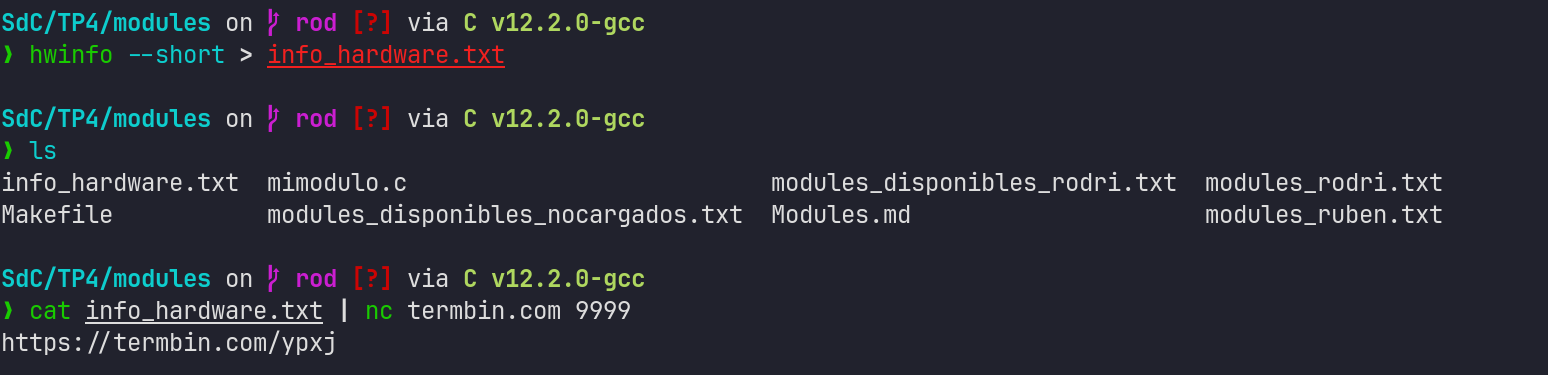 SdC/TP4/modules on rod [?] via C v12.2.0-gcc
❱ hwinfo --short > info_hardware.txt
SdC/TP4/modules on rod [?] via C v12.2.0-gcc
❱ ls
info_hardware.txt  mimodulo.c  modules_disponibles_rodri.txt  modules_rodri.txt
Makefile  modules_disponibles_nocargados.txt  Modules.md  modules_ruben.txt
SdC/TP4/modules on rod [?] via C v12.2.0-gcc
❱ cat info_hardware.txt | nc termbin.com 9999
https://termbin.com/ypxj